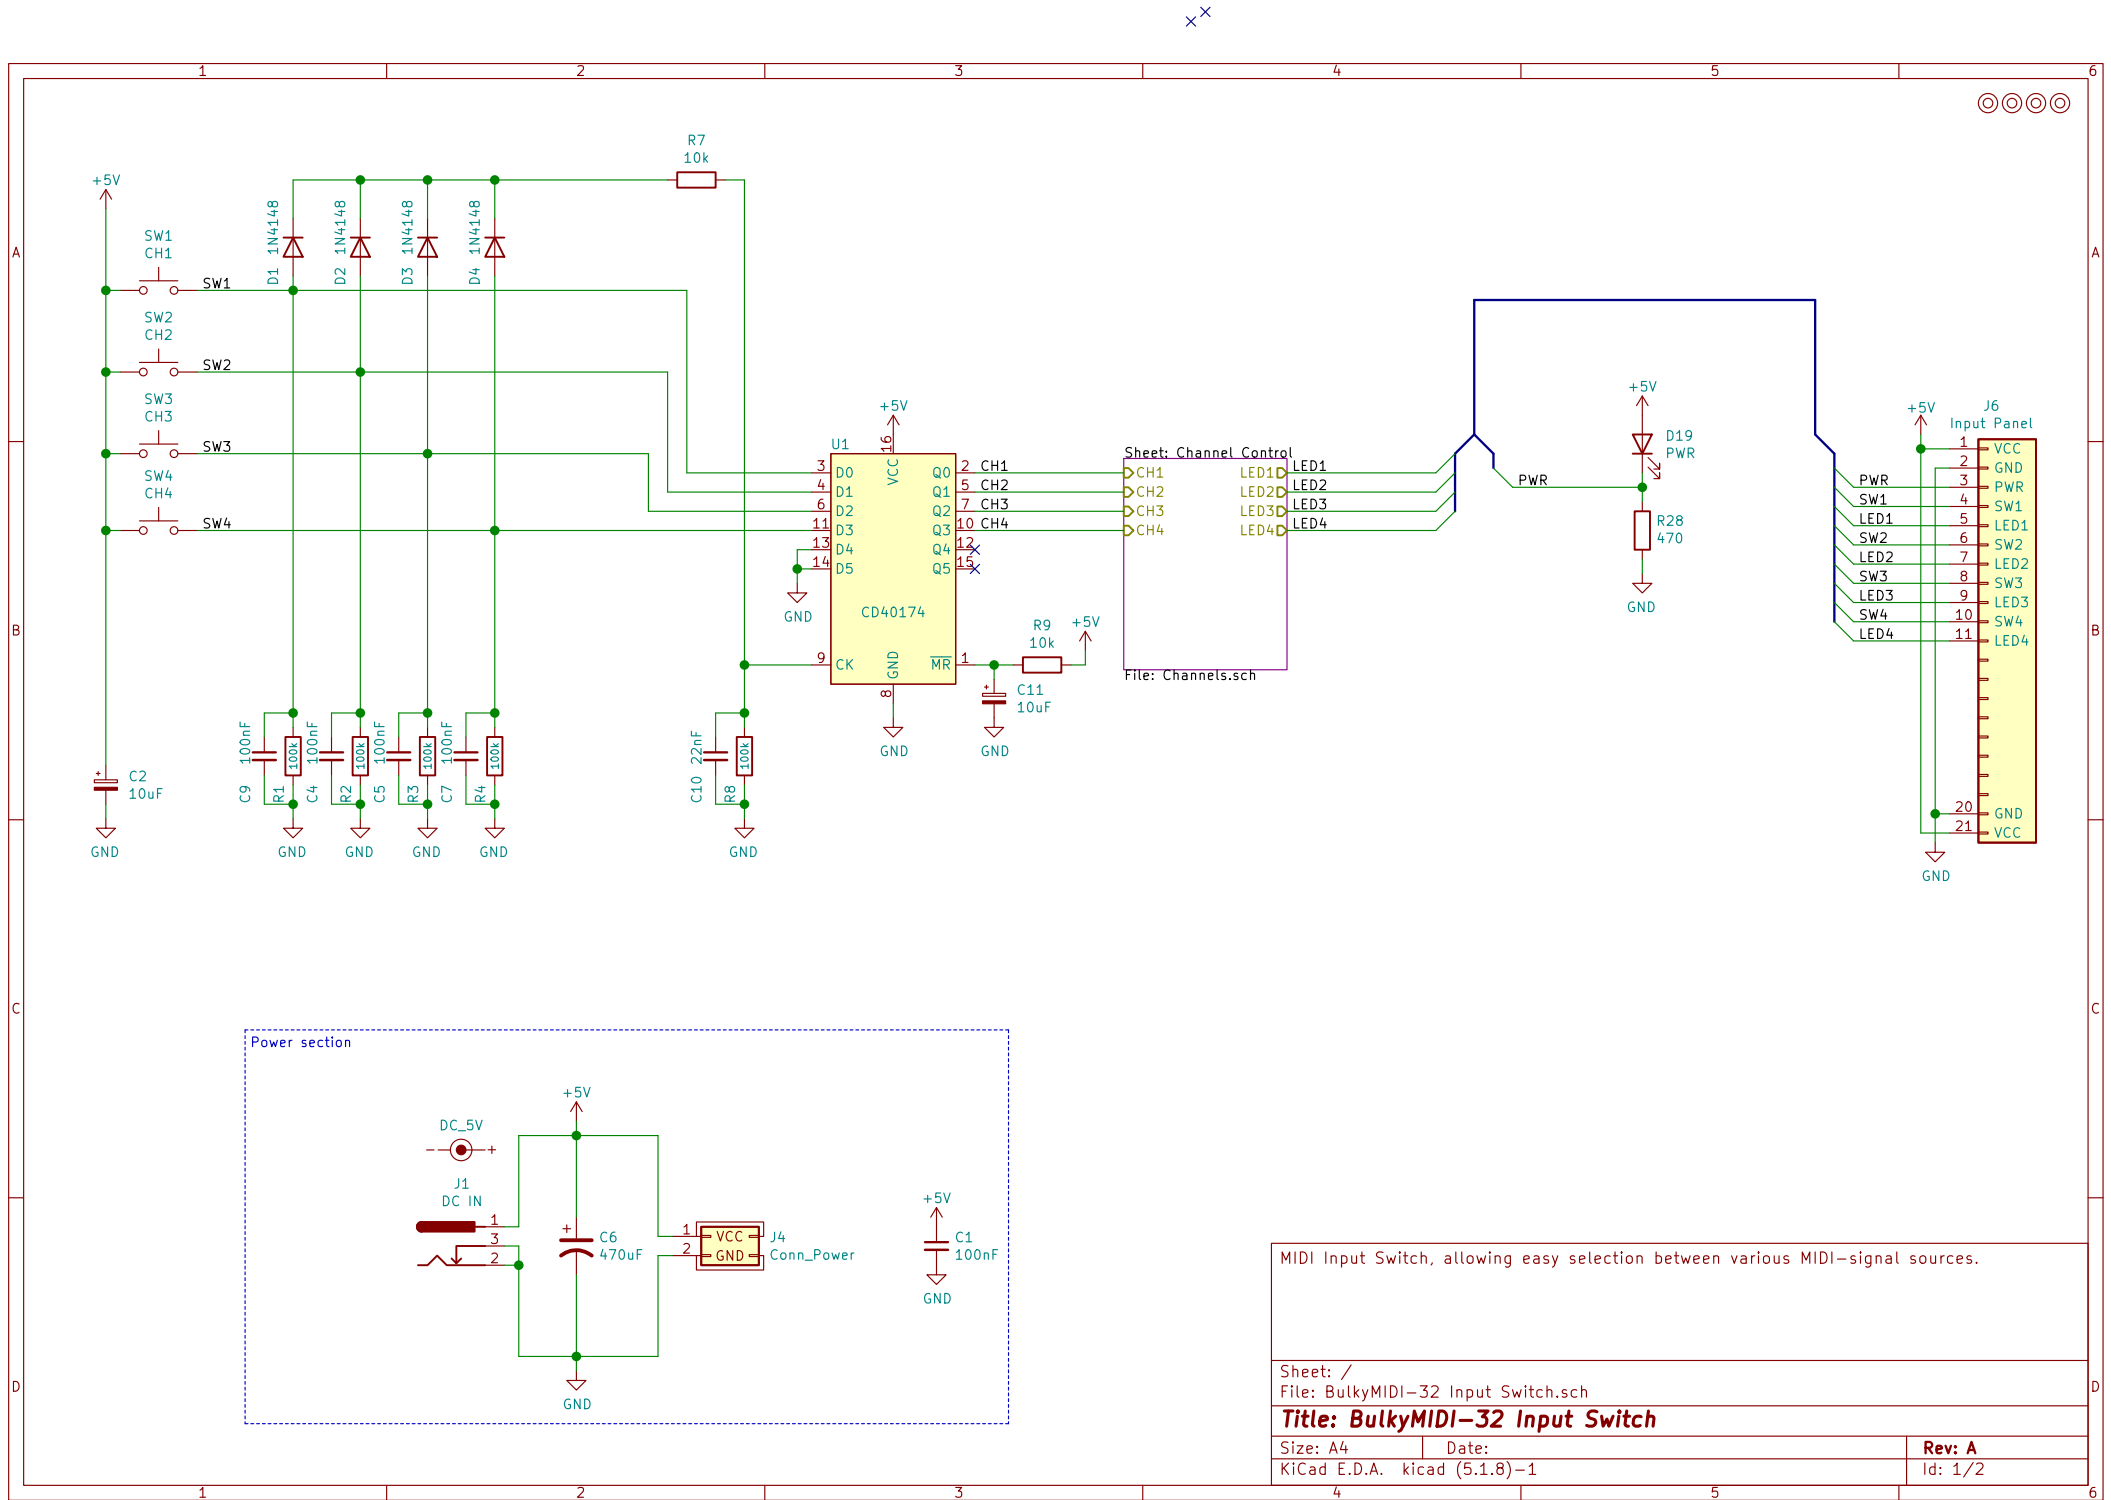 1 2 3 4 5 6
A
B
C
D
A
B
C
D
1 2 3 4 5 6
+5V
SW1
CH1
SW1
SW2
CH2
SW2
SW3
CH3
SW3
SW4
CH4
SW4
D1 1N4148
D2 1N4148
D3 1N4148
D4 1N4148
R7
10k
C2
10uF
GND
C9 100nF
R1
100k
GND
C4 100nF
R2
100k
GND
C5 100nF
R3
100k
GND
C7 100nF
R4
100k
GND
C10 22nF
R8
100k
GND
+5V
U1
16
VCC
3 D0 Q0 2 CH1
4 D1 Q1 5 CH2
6 D2 Q2 7 CH3
11 D3 Q3 10 CH4
13 D4 Q4 12
14 D5 Q5 15
GND
CD40174
9 CK GND MR 1
8
GND
R9
10k
+5V
C11
10uF
GND
Sheet: Channel Control
CH1 LED1 LED1
CH2 LED2 LED2
CH3 LED3 LED3
CH4 LED4 LED4
File: Channels.sch
+5V
D19
PWR
PWR
R28
470
GND
+5V
J6
Input Panel
1 VCC
2 GND
PWR 3 PWR
SW1 4 SW1
LED1 5 LED1
SW2 6 SW2
LED2 7 LED2
SW3 8 SW3
LED3 9 LED3
SW4 10 SW4
LED4 11 LED4
20 GND
21 VCC
GND
Power section
DC_5V
- +
J1
DC IN
1
3
2
+5V
C6
470uF
GND
1 VCC
2 GND
J4
Conn_Power
+5V
C1
100nF
GND
MIDI Input Switch, allowing easy selection between various MIDI-signal sources.
Sheet: /
File: BulkyMIDI-32 Input Switch.sch
Title: BulkyMIDI-32 Input Switch
Size: A4 Date: Rev: A
KiCad E.D.A. kicad (5.1.8)-1 Id: 1/2